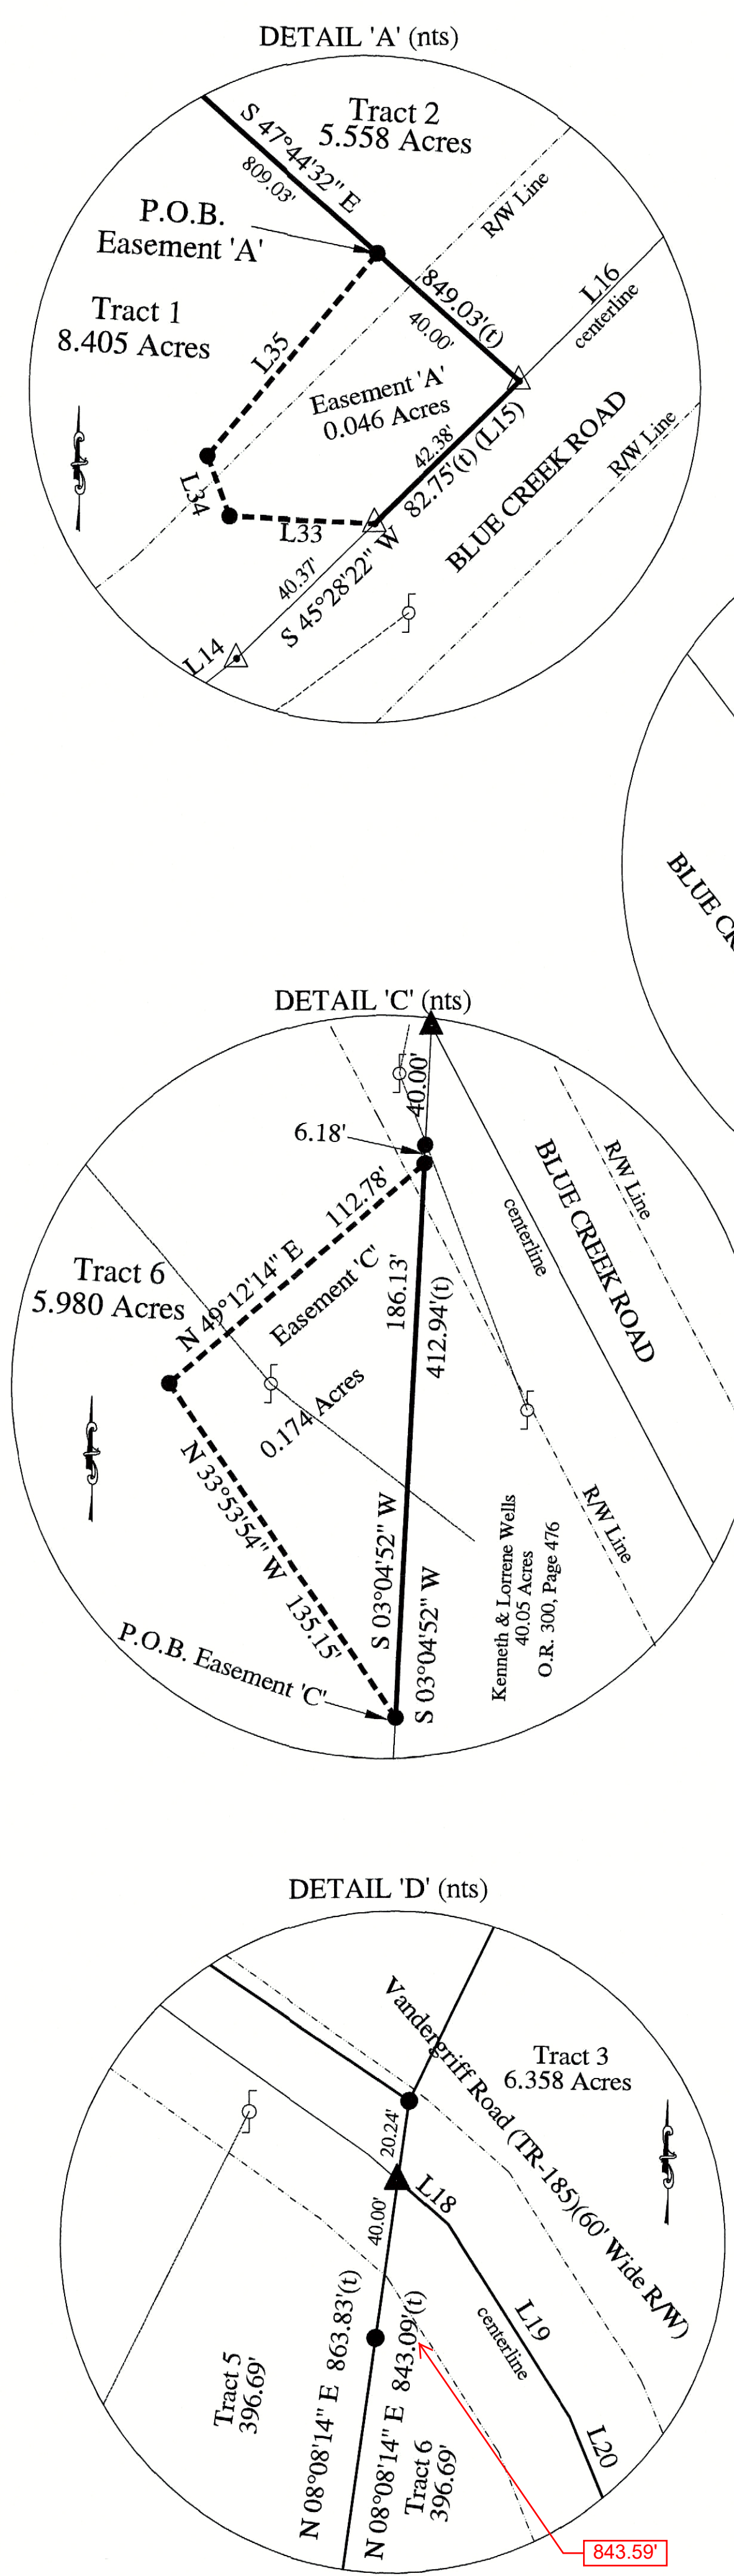 DETAIL 'A' (nts)
Tract 2
5.558 Acres
S 47°44'32" E
809.03'
P.O.B.
Easement 'A'
R/W Line
849.03'(t)
40.00'
L16
centerline
Tract 1
8.405 Acres
L35
Easement 'A'
0.046 Acres
42.38'
82.75'(t) (L15)
BLUE CREEK ROAD
R/W Line
L34
L33
40.37'
S 45°28'22" W
L14
BLUE CR
DETAIL 'C' (nts)
40.00'
6.18'
112.78'
N 49°12'14" E
Easement 'C'
0.174 Acres
Tract 6
5.980 Acres
186.13'
412.94'(t)
centerline
BLUE CREEK ROAD
R/W Line
N 33°53'54" W 135.15'
S 03°04'52" W
S 03°04'52" W
Kenneth & Lorrene Wells
40.05 Acres
O.R. 300, Page 476
R/W Line
P.O.B. Easement 'C'
DETAIL 'D' (nts)
Vandergriff Road (TR-185)(60' Wide R/W)
Tract 3
6.358 Acres
20.24'
L18
40.00'
L19
centerline
L20
N 08°08'14" E 863.83'(t)
N 08°08'14" E 843.09'(t)
Tract 5
396.69'
Tract 6
396.69'
843.59'